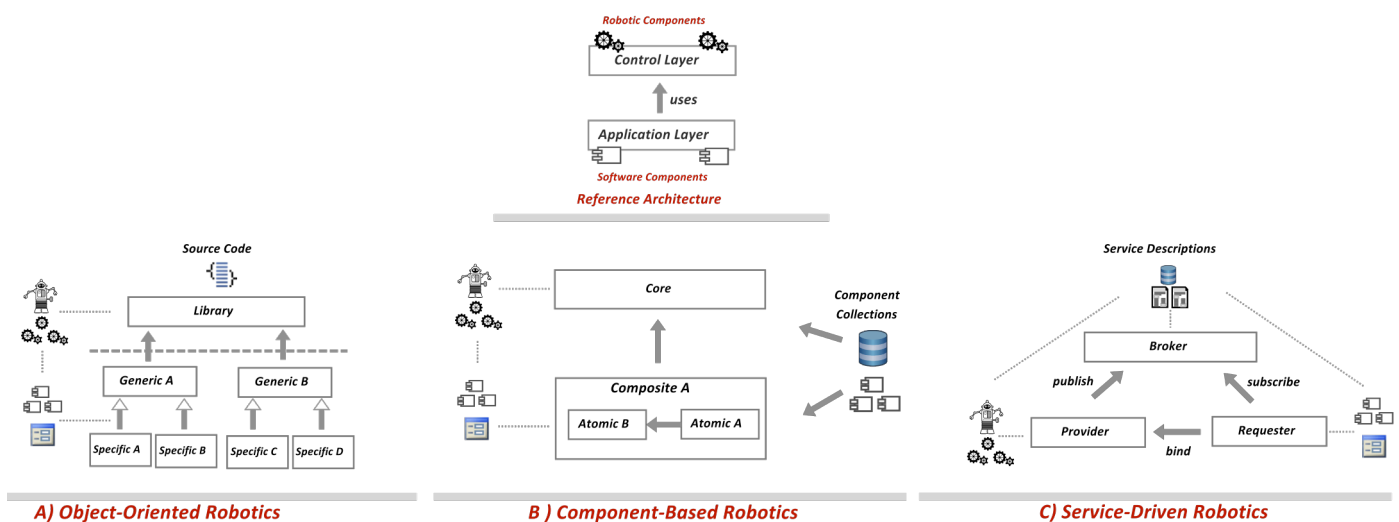 Robotic Components
Control Layer
uses
Application Layer
Software Components
Reference Architecture
Source Code
Library
Generic A
Generic B
Specific A
Specific B
Specific C
Specific D
A) Object-Oriented Robotics
Core
Component
Collections
Composite A
Atomic B
Atomic A
B ) Component-Based Robotics
Service Descriptions
Broker
publish
subscribe
Provider
Requester
bind
C) Service-Driven Robotics